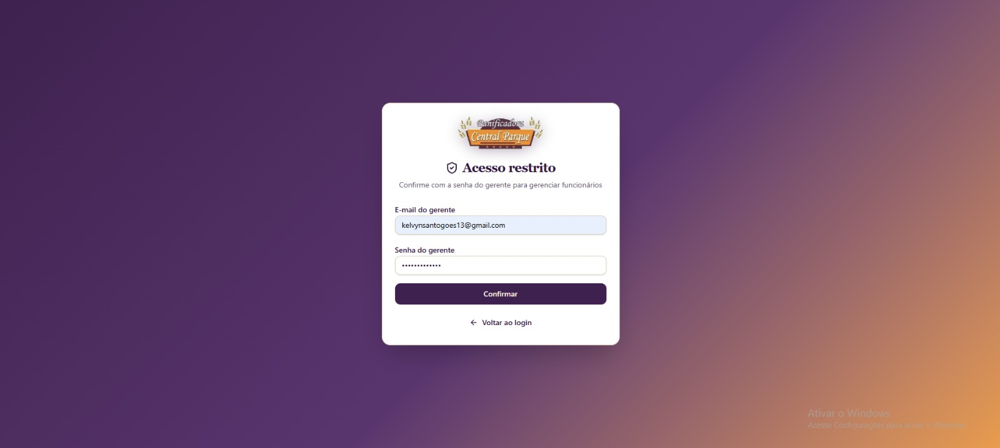 Panificadora
Central Parque
Acesso restrito
Confirme com a senha do gerente para gerenciar funcionários
E-mail do gerente
kelvynsantogoes13@gmail.com
Senha do gerente
•••••••••••••
Confirmar
← Voltar ao login
Ativar o Windows
Acesse Configurações para ativar o Windows.